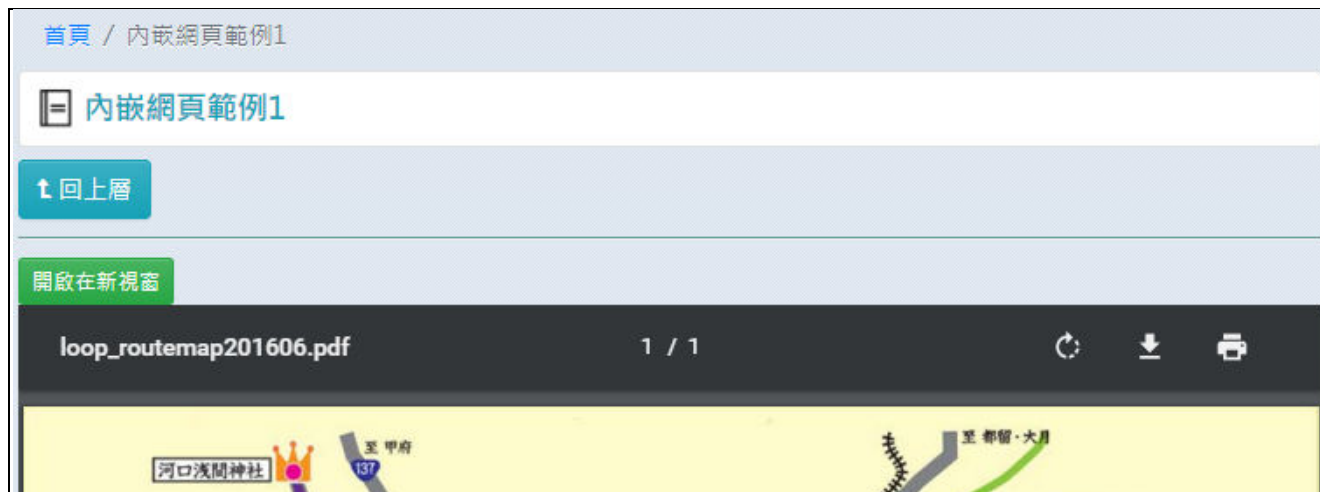 首頁 / 內嵌網頁範例1
內嵌網頁範例1
回上層
開啟在新視窗
loop_routemap201606.pdf 1 / 1
至 甲府
至 都留·大月
河口浅間神社
137